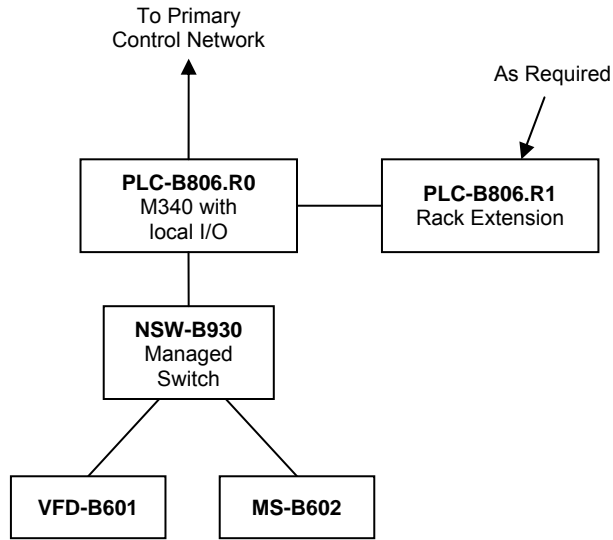 To Primary
Control Network
As Required
PLC-B806.R0
M340 with
local I/O
PLC-B806.R1
Rack Extension
NSW-B930
Managed
Switch
VFD-B601
MS-B602